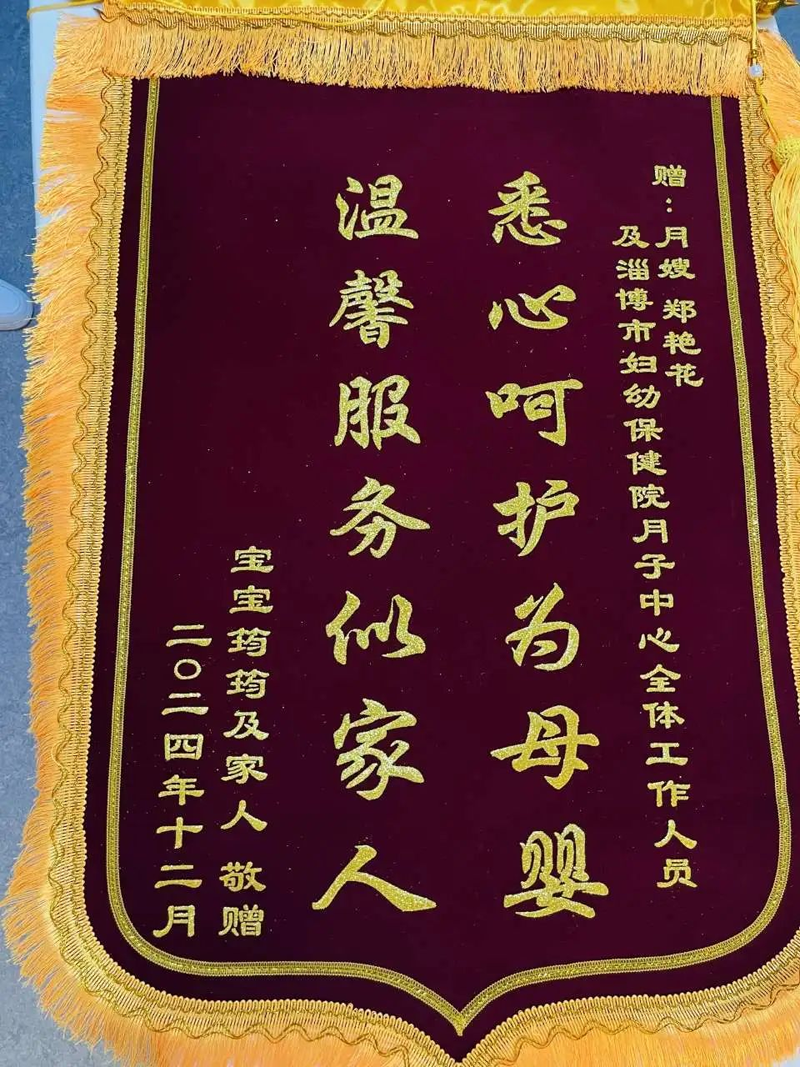 赠：月嫂 郑艳花
及淄博市妇幼保健院月子中心全体工作人员
悉心呵护为母婴
温馨服务似家人
宝宝筠筠及家人 敬赠
二〇二四年十二月